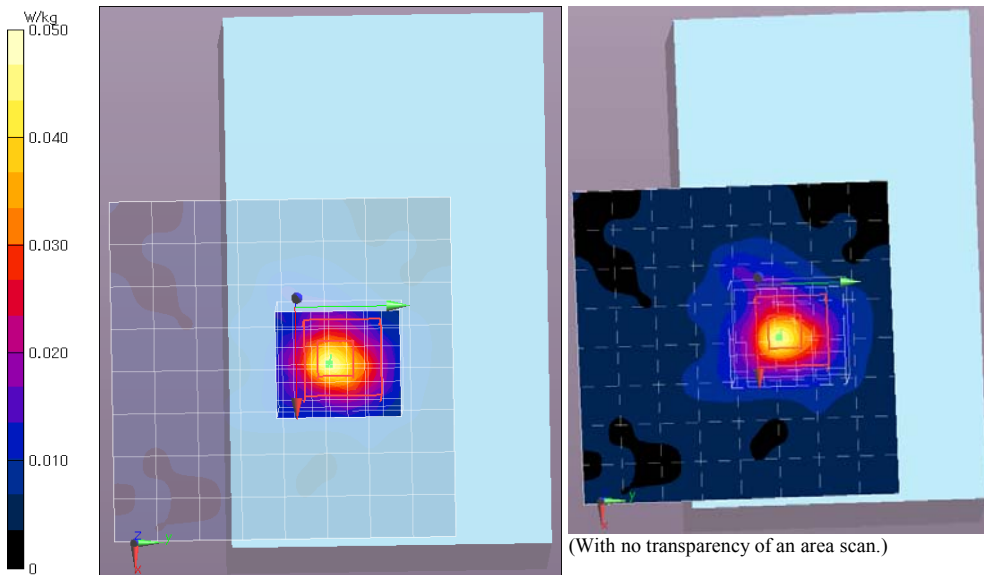 W/kg
0.050
0.040
0.030
0.020
0.010
0
z y
x
y
x
(With no transparency of an area scan.)